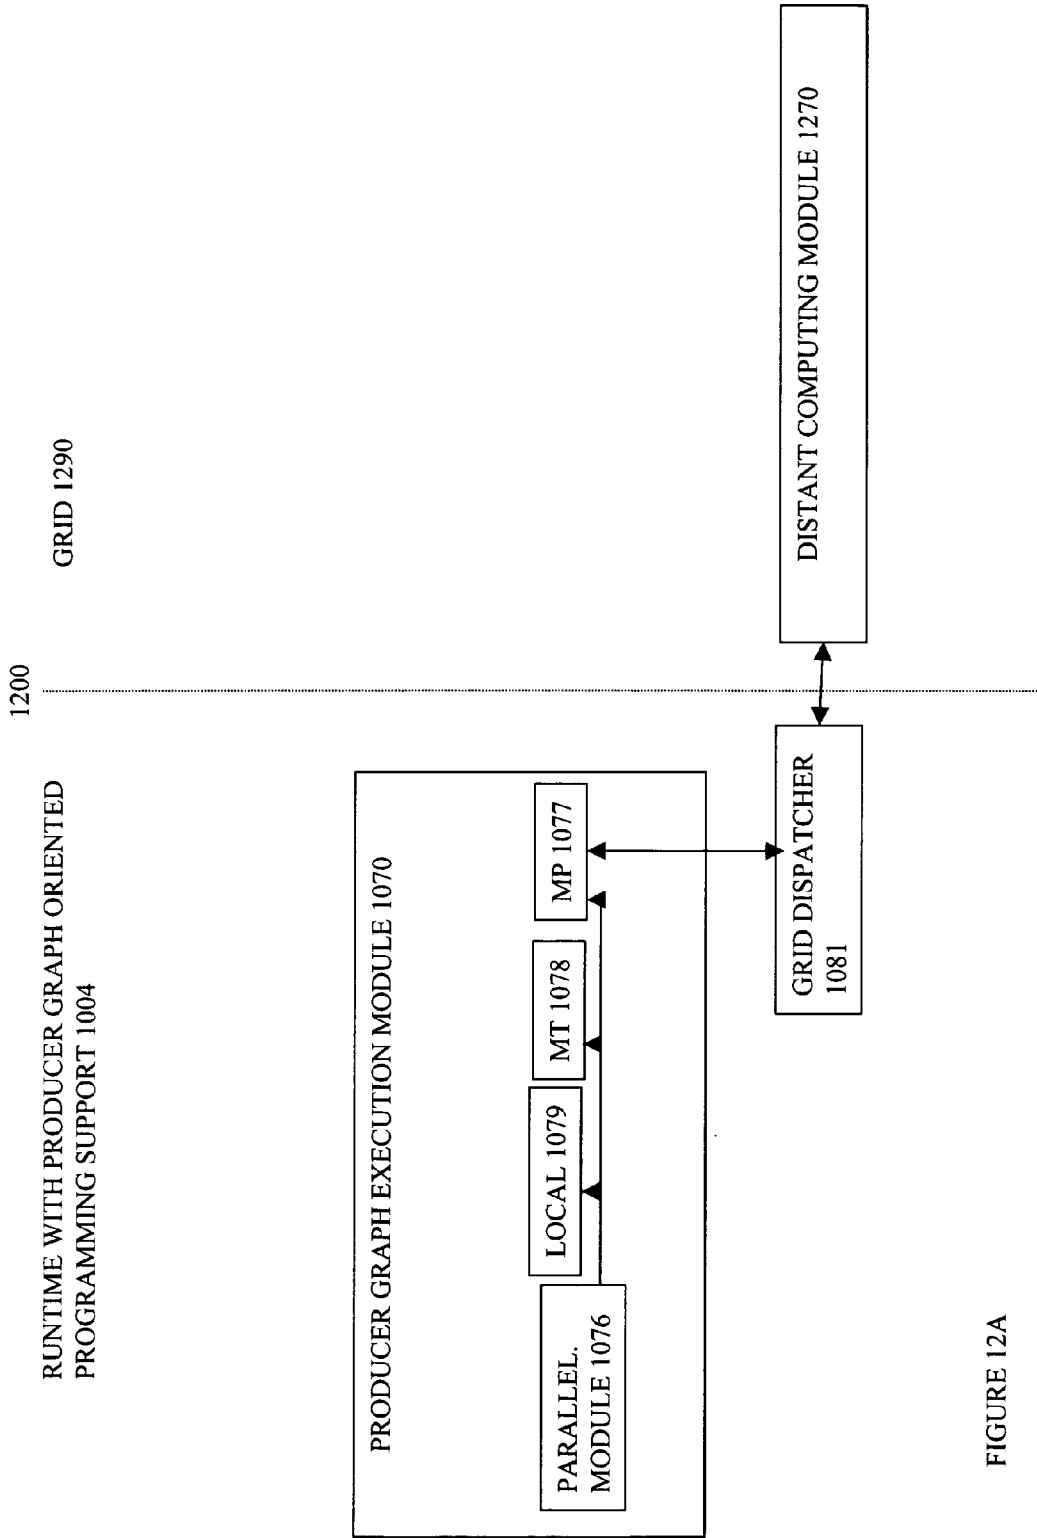 1200
RUNTIME WITH PRODUCER GRAPH ORIENTED
PROGRAMMING SUPPORT 1004
GRID 1290
PRODUCER GRAPH EXECUTION MODULE 1070
PARALLEL.
MODULE 1076
LOCAL 1079
MT 1078
MP 1077
GRID DISPATCHER
1081
DISTANT COMPUTING MODULE 1270
FIGURE 12A